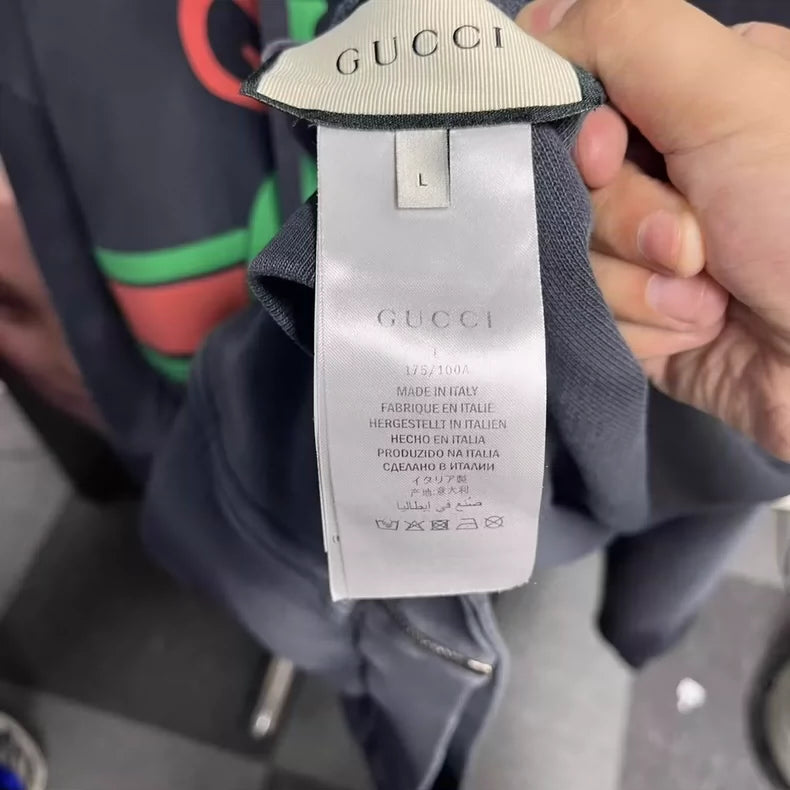 GUCCI
L
GUCCI
L
175/100A
MADE IN ITALY
FABRIQUE EN ITALIE
HERGESTELLT IN ITALIEN
HECHO EN ITALIA
PRODUZIDO NA ITALIA
СДЕЛАНО В ИТАЛИИ
イタリア製
产地:意大利
صنع في إيطاليا